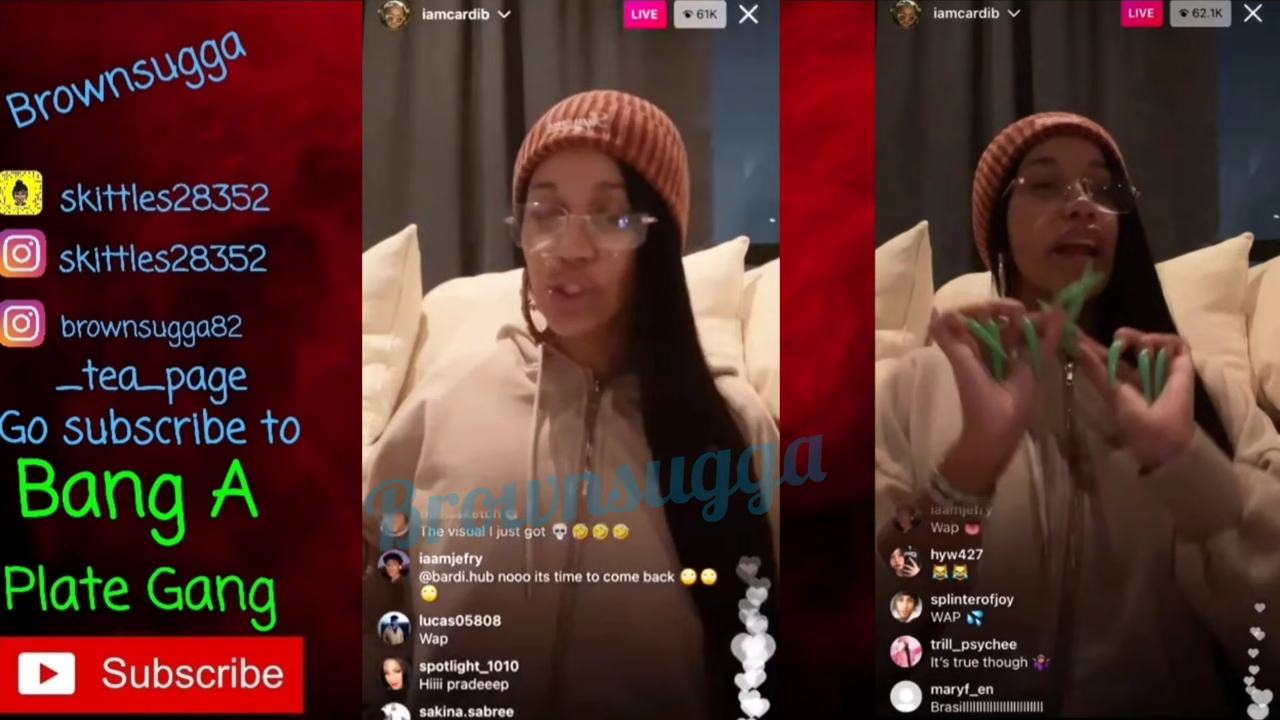 Brownsugga
skittles28352
skittles28352
brownsugga82
_tea_page
Go subscribe to
Bang A
Plate Gang
Subscribe
iamcardib
LIVE
61K
The visual I just got 💀 🤣 🤣 🤣
iaamjefry
@bardi.hub nooo its time to come back 🙄 🙄
🙄
lucas05808
Wap
spotlight_1010
Hiiii pradeeep
sakina.sabree
Brownsugga
iamcardib
LIVE
62.1K
iaamjefry
Wap 👅
hyw427
😹 😹
splinterofjoy
WAP 💦
trill_psychee
It's true though
maryf_en